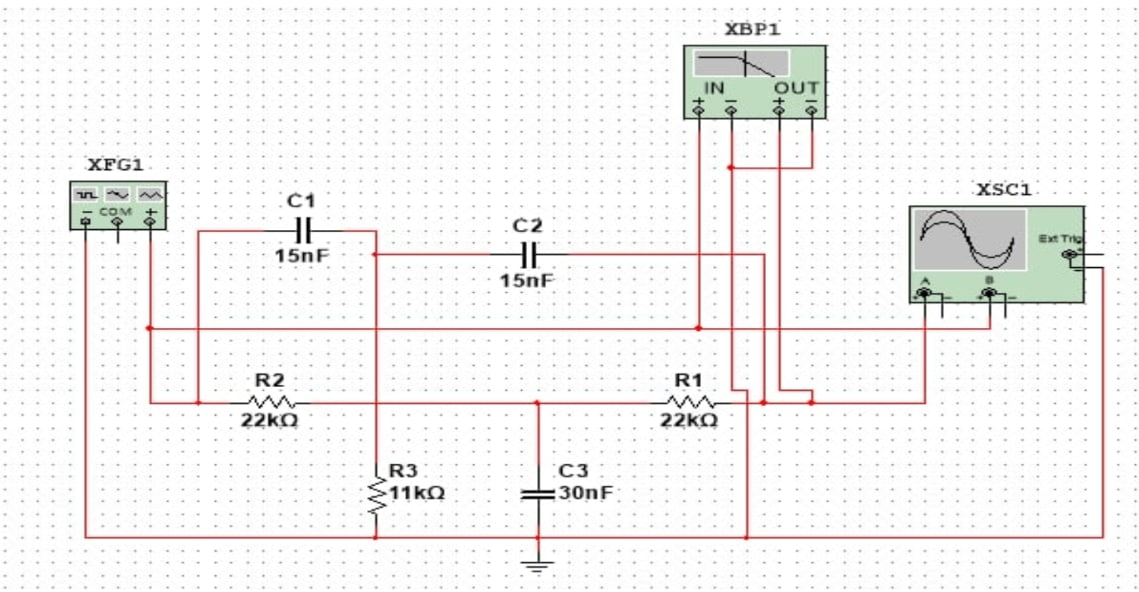 XBP1
IN OUT
+ − + −
XFG1
− COM +
XSC1
Ext Trig
+
−
A B
+ − + −
C1
15nF
C2
15nF
R2
22kΩ
R1
22kΩ
R3
11kΩ
C3
30nF